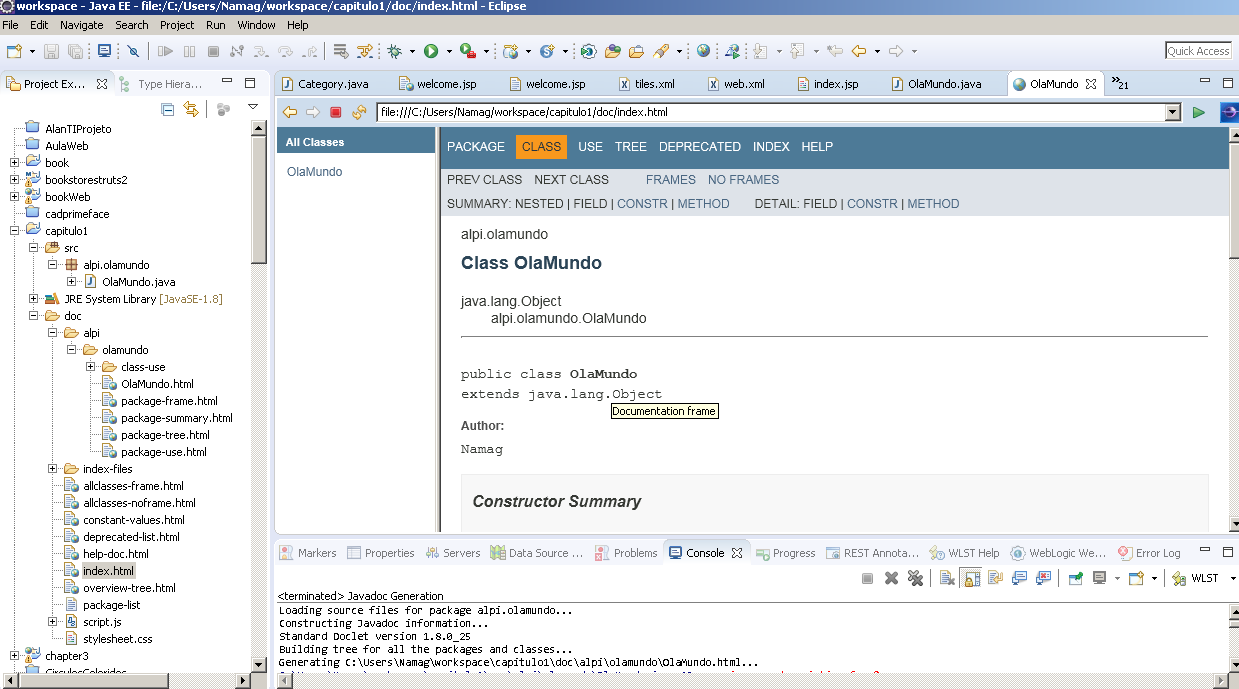 workspace - Java EE - file:/C:/Users/Namag/workspace/capitulo1/doc/index.html - Eclipse
File Edit Navigate Search Project Run Window Help
Quick Access
Project Ex... Type Hiera...
AlanTIProjeto
AulaWeb
book
bookstorestruts2
bookWeb
cadprimeface
capitulo1
src
alpi.olamundo
OlaMundo.java
JRE System Library [JavaSE-1.8]
doc
alpi
olamundo
class-use
OlaMundo.html
package-frame.html
package-summary.html
package-tree.html
package-use.html
index-files
allclasses-frame.html
allclasses-noframe.html
constant-values.html
deprecated-list.html
help-doc.html
index.html
overview-tree.html
package-list
script.js
stylesheet.css
chapter3
Category.java welcome.jsp welcome.jsp tiles.xml web.xml index.jsp OlaMundo.java OlaMundo 21
file:///C:/Users/Namag/workspace/capitulo1/doc/index.html
All Classes
OlaMundo
PACKAGE CLASS USE TREE DEPRECATED INDEX HELP
PREV CLASS NEXT CLASS FRAMES NO FRAMES
SUMMARY: NESTED | FIELD | CONSTR | METHOD DETAIL: FIELD | CONSTR | METHOD
alpi.olamundo
Class OlaMundo
java.lang.Object
alpi.olamundo.OlaMundo
public class OlaMundo
extends java.lang.Object
Documentation frame
Author:
Namag
Constructor Summary
Markers Properties Servers Data Source ... Problems Console Progress REST Annota... WLST Help WebLogic We... Error Log
WLST
<terminated> Javadoc Generation
Loading source files for package alpi.olamundo...
Constructing Javadoc information...
Standard Doclet version 1.8.0_25
Building tree for all the packages and classes...
Generating C:\Users\Namag\workspace\capitulo1\doc\alpi\olamundo\OlaMundo.html...